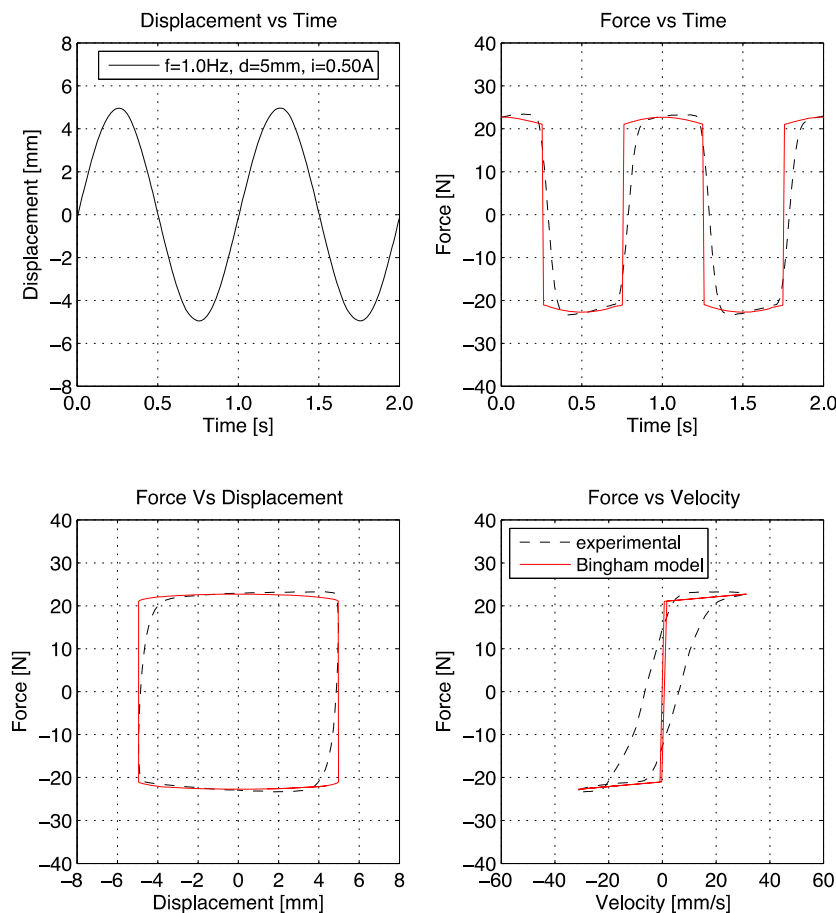 Displacement vs Time
8
6
4
2
0
−2
−4
−6
−8
Displacement [mm]
f=1.0Hz, d=5mm, i=0.50A
0.0 0.5 1.0 1.5 2.0
Time [s]
Force vs Time
40
30
20
10
0
−10
−20
−30
−40
Force [N]
0.0 0.5 1.0 1.5 2.0
Time [s]
Force Vs Displacement
40
30
20
10
0
−10
−20
−30
−40
Force [N]
−8 −6 −4 −2 0 2 4 6 8
Displacement [mm]
Force vs Velocity
40
30
20
10
0
−10
−20
−30
−40
Force [N]
experimental
Bingham model
−60 −40 −20 0 20 40 60
Velocity [mm/s]